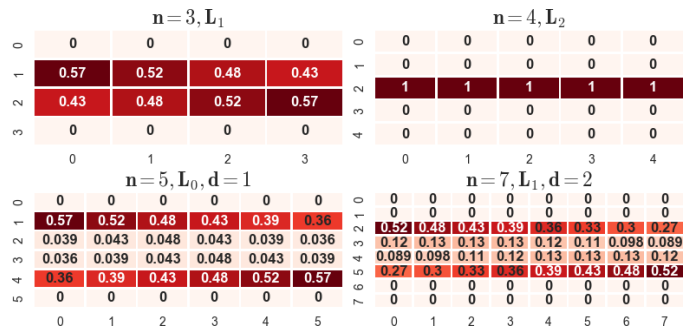 n=3, L1
0 0 0 0 0
1 0.57 0.52 0.48 0.43
2 0.43 0.48 0.52 0.57
3 0 0 0 0
0 1 2 3
n=4, L2
0 0 0 0 0 0
1 0 0 0 0 0
2 1 1 1 1 1
3 0 0 0 0 0
4 0 0 0 0 0
0 1 2 3 4
n=5, L0, d=1
0 0 0 0 0 0 0
1 0.57 0.52 0.48 0.43 0.39 0.36
2 0.039 0.043 0.048 0.043 0.039 0.036
3 0.036 0.039 0.043 0.048 0.043 0.039
4 0.36 0.39 0.43 0.48 0.52 0.57
5 0 0 0 0 0 0
0 1 2 3 4 5
n=7, L1, d=2
0 0 0 0 0 0 0 0 0
1 0 0 0 0 0 0 0 0
2 0.52 0.48 0.43 0.39 0.36 0.33 0.3 0.27
3 0.12 0.13 0.13 0.13 0.12 0.11 0.098 0.089
4 0.089 0.098 0.11 0.12 0.13 0.13 0.13 0.12
5 0.27 0.3 0.33 0.36 0.39 0.43 0.48 0.52
6 0 0 0 0 0 0 0 0
7 0 0 0 0 0 0 0 0
0 1 2 3 4 5 6 7